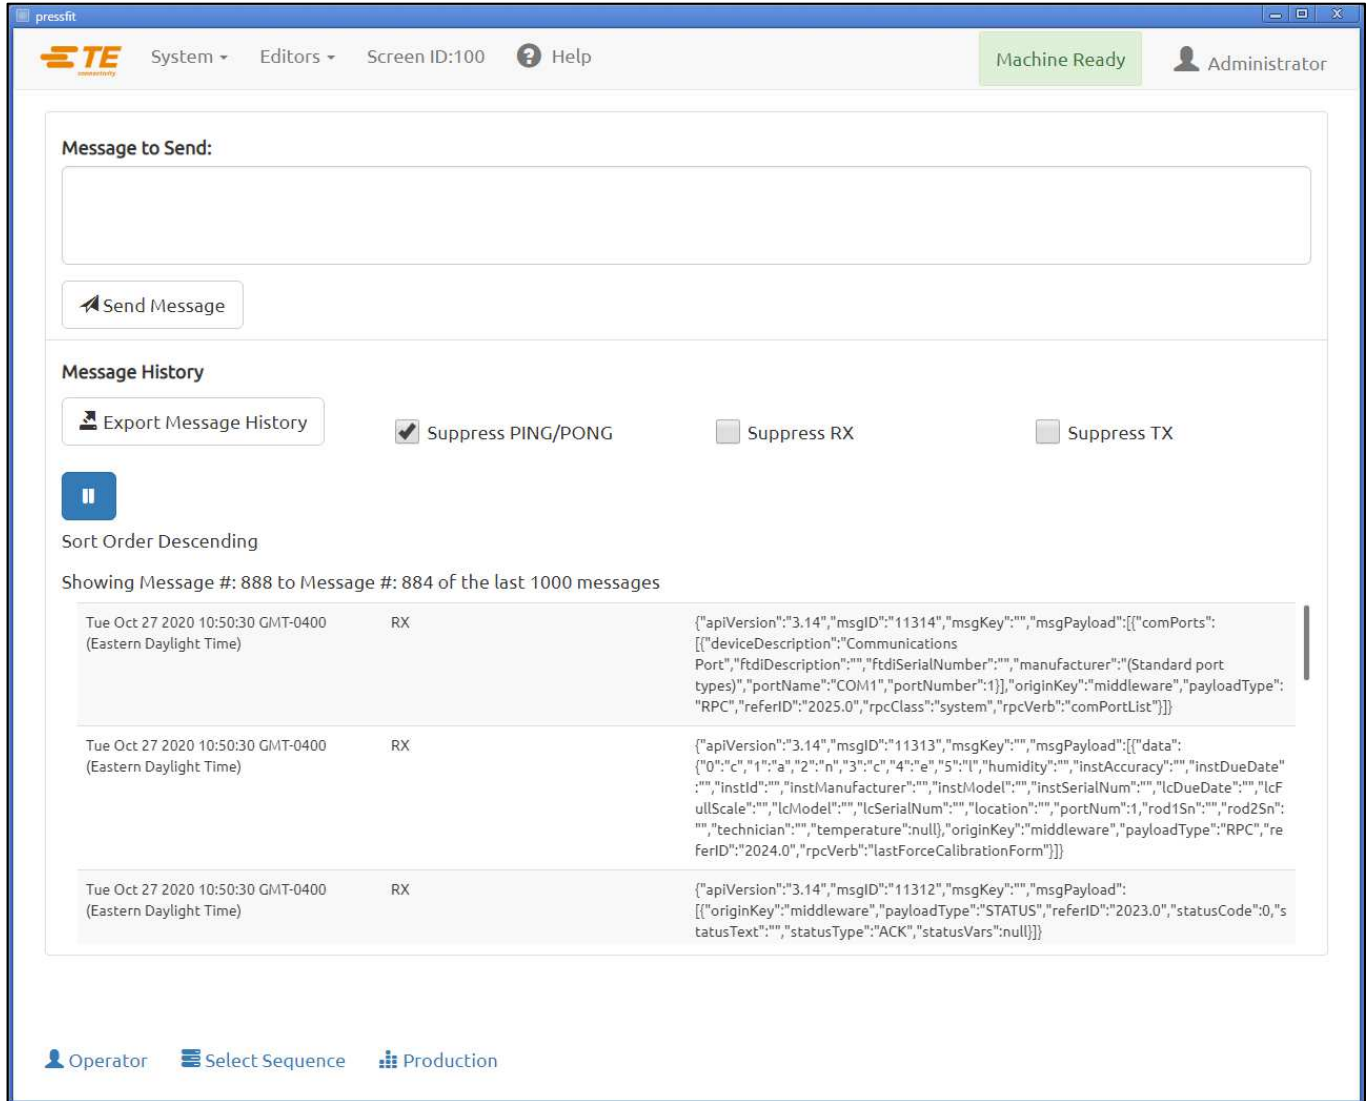 pressfit
TE
connectivity
System
Editors
Screen ID:100
? Help
Machine Ready
Administrator
Message to Send:
Send Message
Message History
Export Message History
Suppress PING/PONG
Suppress RX
Suppress TX
Sort Order Descending
Showing Message #: 888 to Message #: 884 of the last 1000 messages
Tue Oct 27 2020 10:50:30 GMT-0400
(Eastern Daylight Time)
RX
{"apiVersion":"3.14","msgID":"11314","msgKey":"","msgPayload":[{"comPorts":
[{"deviceDescription":"Communications
Port","ftdiDescription":"","ftdiSerialNumber":"","manufacturer":"(Standard port
types)","portName":"COM1","portNumber":1}],"originKey":"middleware","payloadType":
"RPC","referID":"2025.0","rpcClass":"system","rpcVerb":"comPortList"}]}
Tue Oct 27 2020 10:50:30 GMT-0400
(Eastern Daylight Time)
RX
{"apiVersion":"3.14","msgID":"11313","msgKey":"","msgPayload":[{"data":
{"0":"c","1":"a","2":"n","3":"c","4":"e","5":"l","humidity":"","instAccuracy":"","instDueDate"
:"","instId":"","instManufacturer":"","instModel":"","instSerialNum":"","lcDueDate":"","lcF
ullScale":"","lcModel":"","lcSerialNum":"","location":"","portNum":1,"rod1Sn":"","rod2Sn":
"","technician":"","temperature":null},"originKey":"middleware","payloadType":"RPC","re
ferID":"2024.0","rpcVerb":"lastForceCalibrationForm"}]}
Tue Oct 27 2020 10:50:30 GMT-0400
(Eastern Daylight Time)
RX
{"apiVersion":"3.14","msgID":"11312","msgKey":"","msgPayload":
[{"originKey":"middleware","payloadType":"STATUS","referID":"2023.0","statusCode":0,"s
tatusText":"","statusType":"ACK","statusVars":null}]}
Operator
Select Sequence
Production